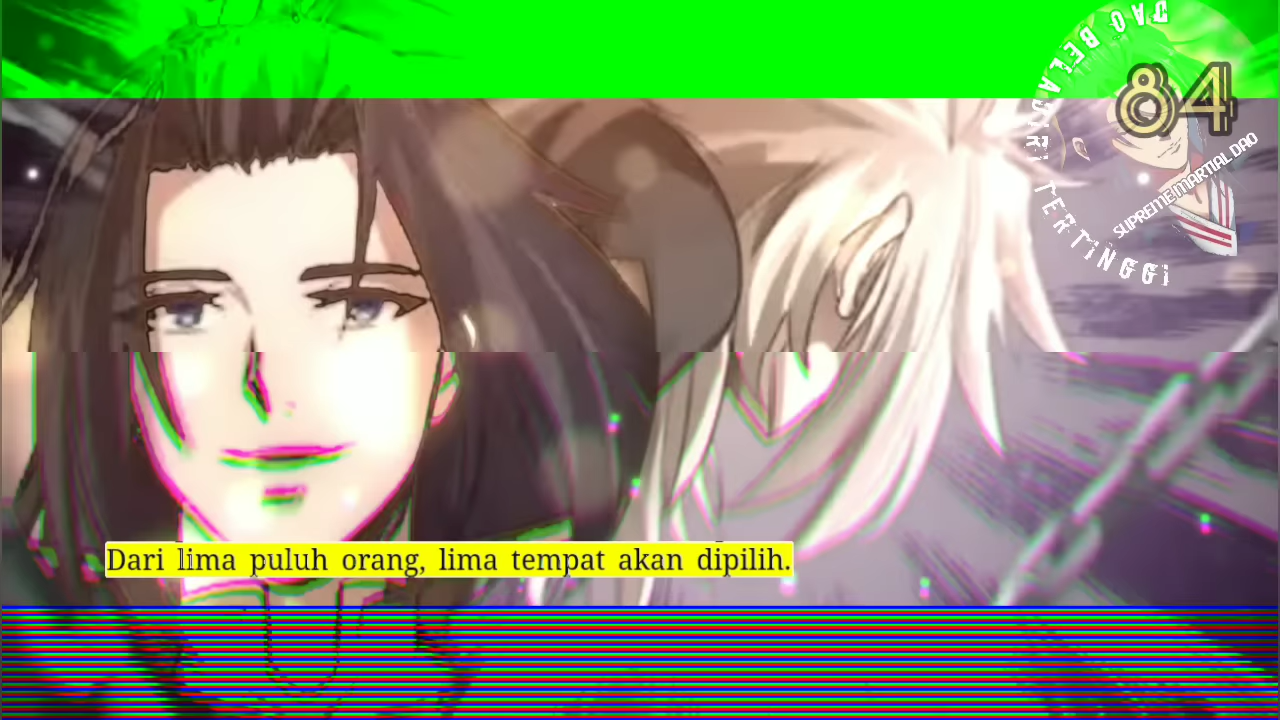 DAO BELADIRI TERTINGGI
84
SUPREME MARTIAL DAO
Dari lima puluh orang, lima tempat akan dipilih.